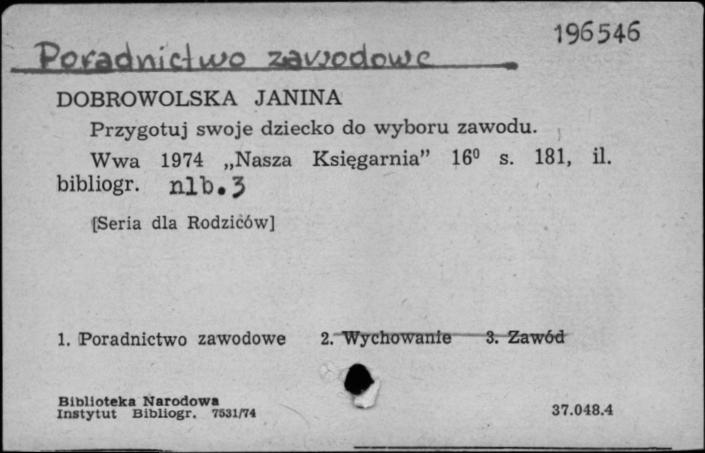 196546
Poradnictwo zawodowe
DOBROWOLSKA JANINA
Przygotuj swoje dziecko do wyboru zawodu.
Wwa 1974 „Nasza Księgarnia” 16⁰ s. 181, il.
bibliogr. nlb. 3
[Seria dla Rodziców]
1. Poradnictwo zawodowe 2. Wychowanie 3. Zawód
Biblioteka Narodowa
Instytut Bibliogr. 7531/74 37.048.4